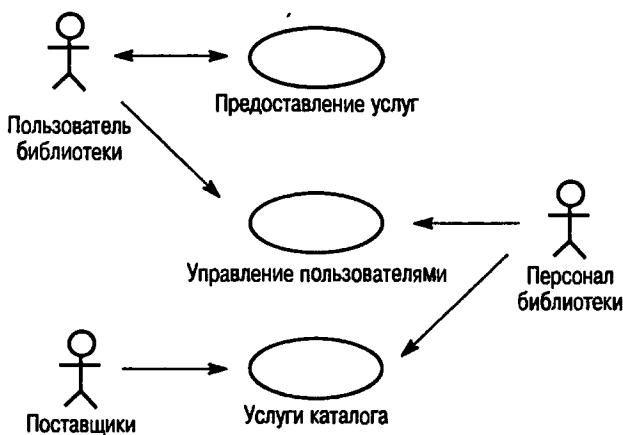 Предоставление услуг
Пользователь
библиотеки
Управление пользователями
Персонал
библиотеки
Услуги каталога
Поставщики